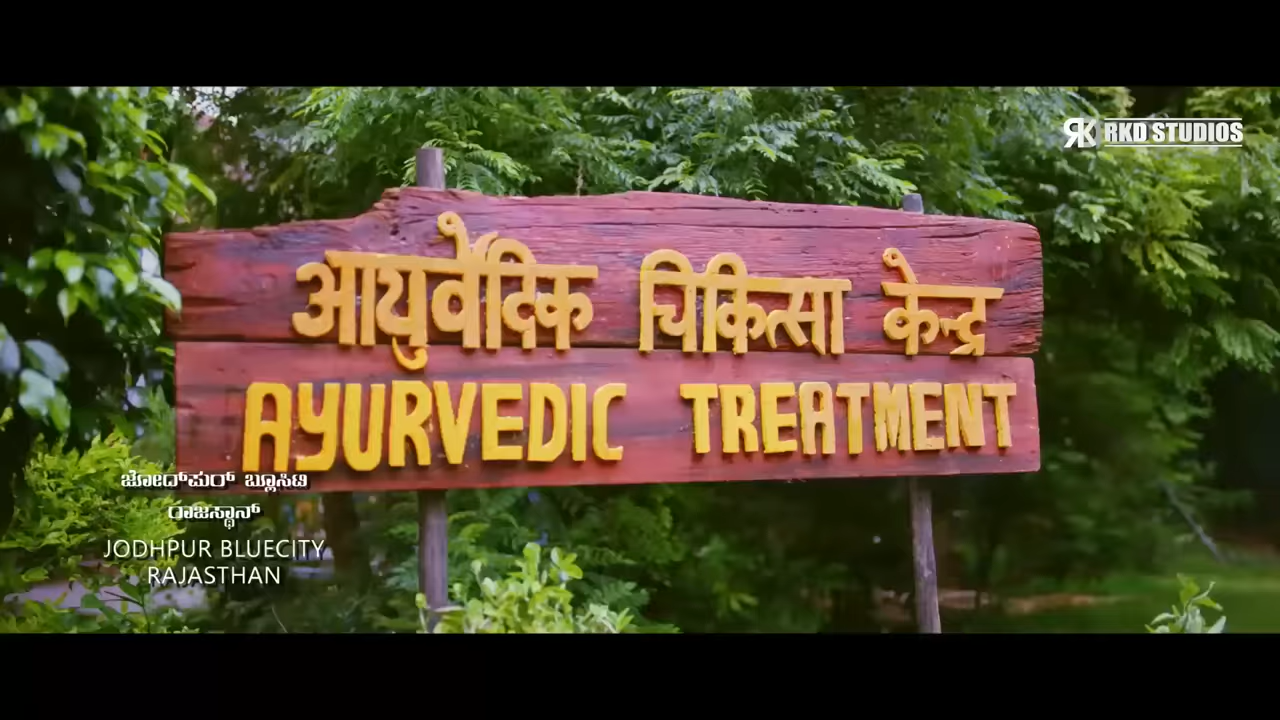 RKD STUDIOS
आयुर्वेदिक चिकित्सा केन्द्र
AYURVEDIC TREATMENT
ಜೋದ್‌ಪುರ್ ಬ್ಲೂಸಿಟಿ
ರಾಜಸ್ಥಾನ್
JODHPUR BLUECITY
RAJASTHAN